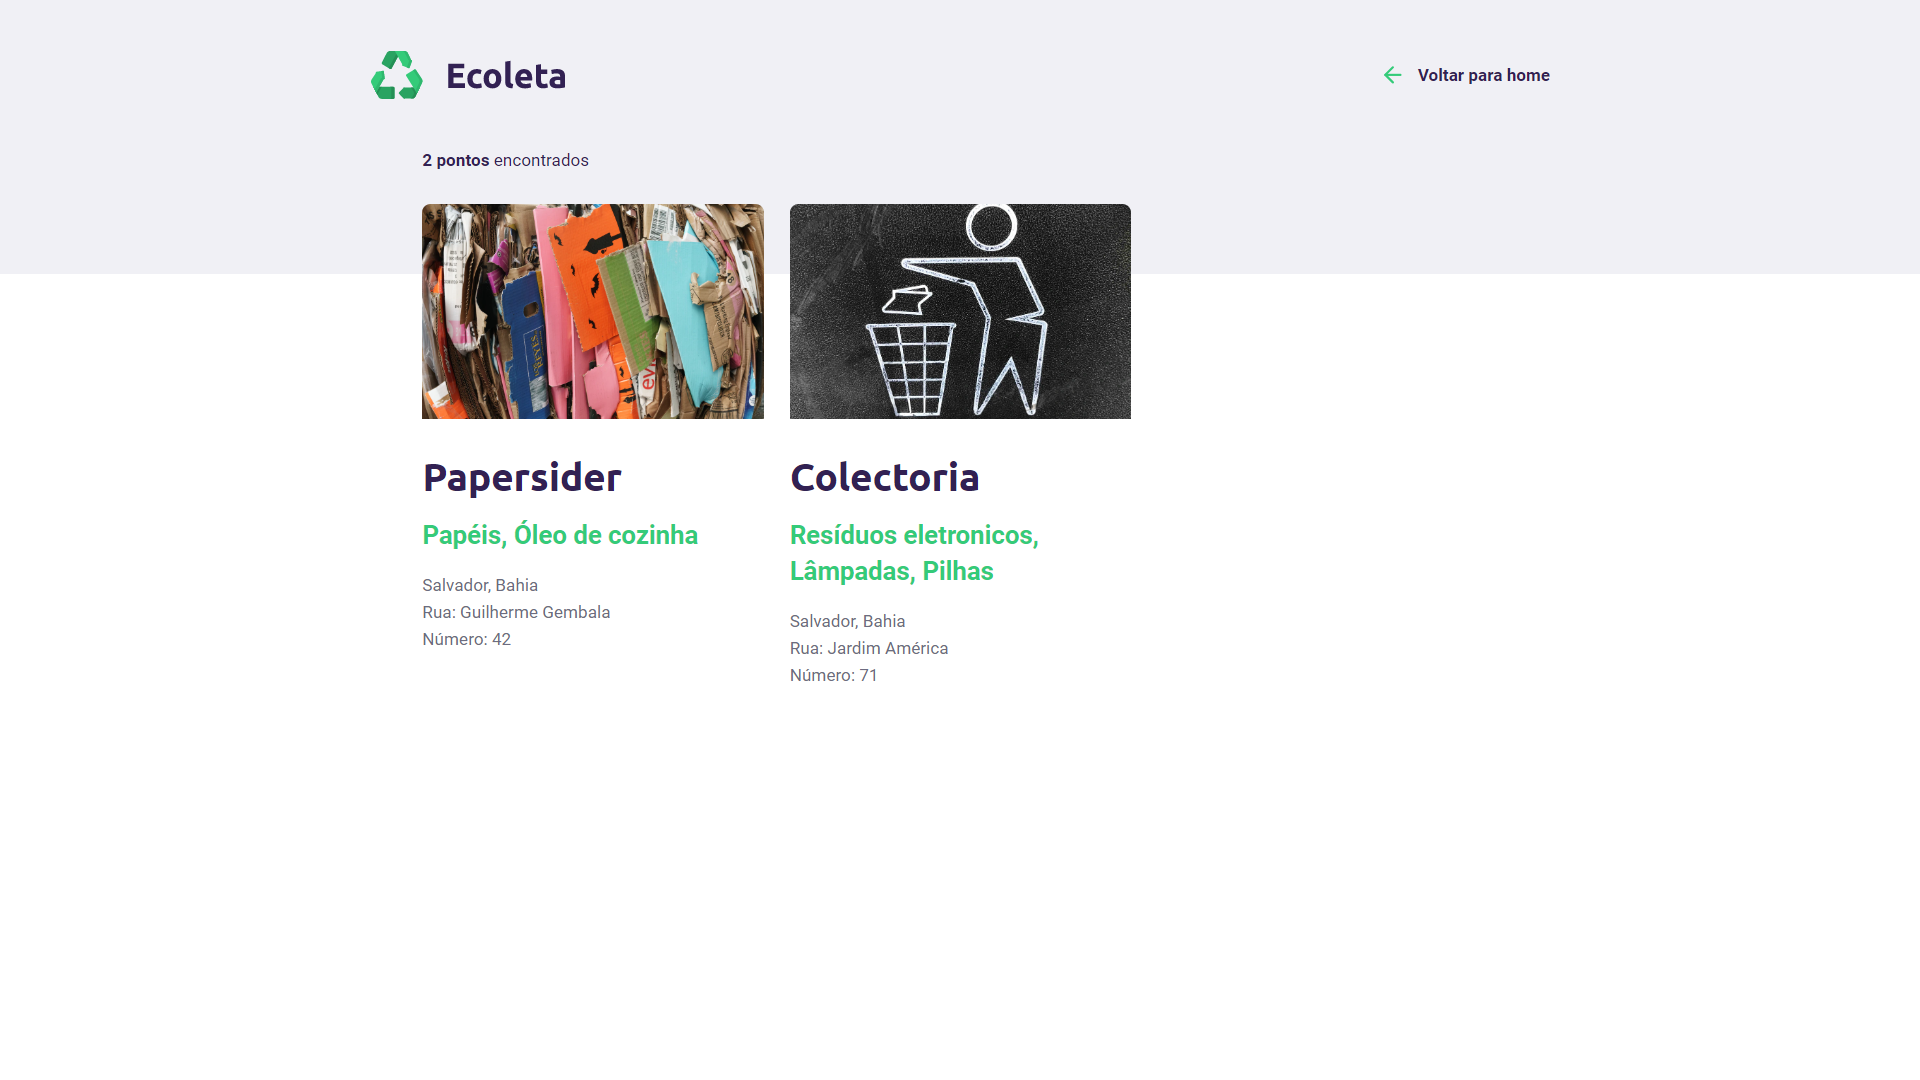 Ecoleta
Voltar para home
2 pontos encontrados
Papersider
Papéis, Óleo de cozinha
Salvador, Bahia
Rua: Guilherme Gembala
Número: 42
Colectoria
Resíduos eletronicos,
Lâmpadas, Pilhas
Salvador, Bahia
Rua: Jardim América
Número: 71